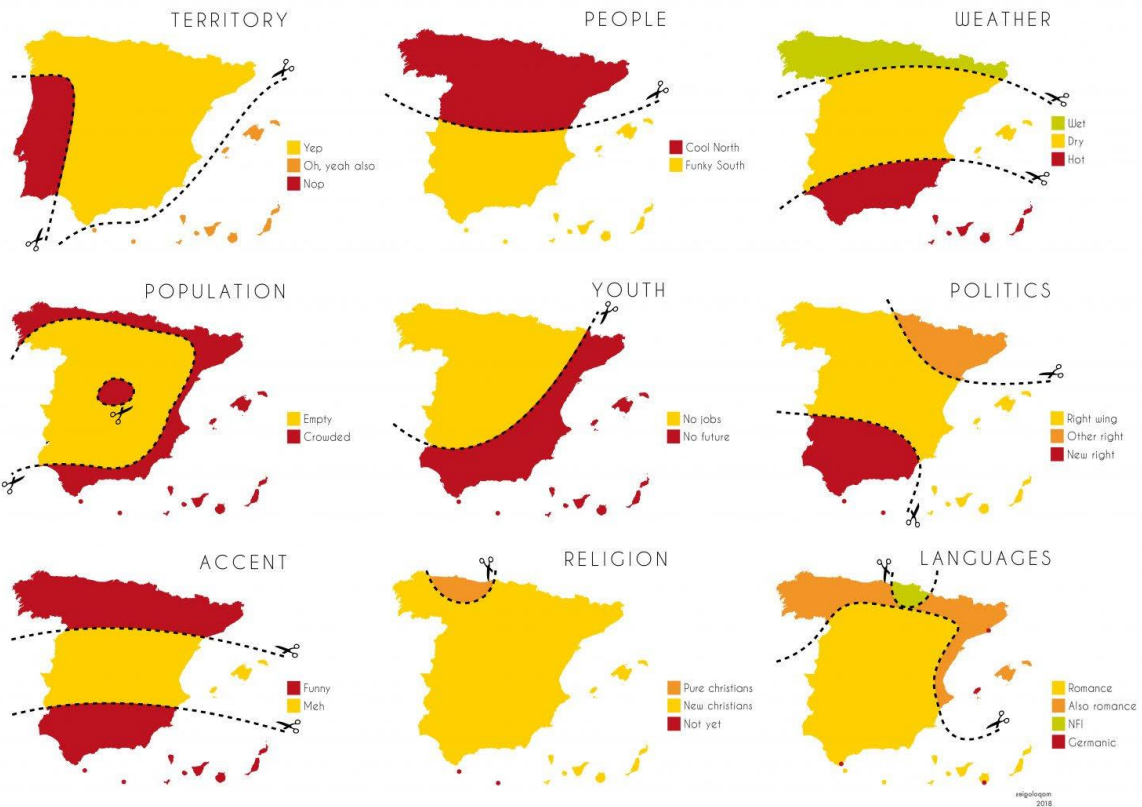 TERRITORY
Yep
Oh, yeah also
Nop
PEOPLE
Cool North
Funky South
WEATHER
Wet
Dry
Hot
POPULATION
Empty
Crowded
YOUTH
No jobs
No future
POLITICS
Right wing
Other right
New right
ACCENT
Funny
Meh
RELIGION
Pure christians
New christians
Not yet
LANGUAGES
Romance
Also romance
NFI
Germanic
2018